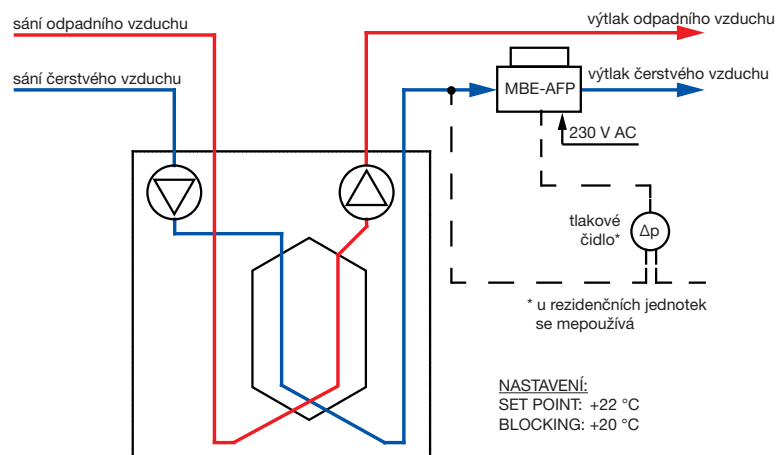 sání odpadního vzduchu
výtlak odpadního vzduchu
sání čerstvého vzduchu
MBE-AFP
výtlak čerstvého vzduchu
230 V AC
tlakové
čidlo*
Δp
* u rezidenčních jednotek
se mepoužívá
NASTAVENÍ:
SET POINT: +22 °C
BLOCKING: +20 °C